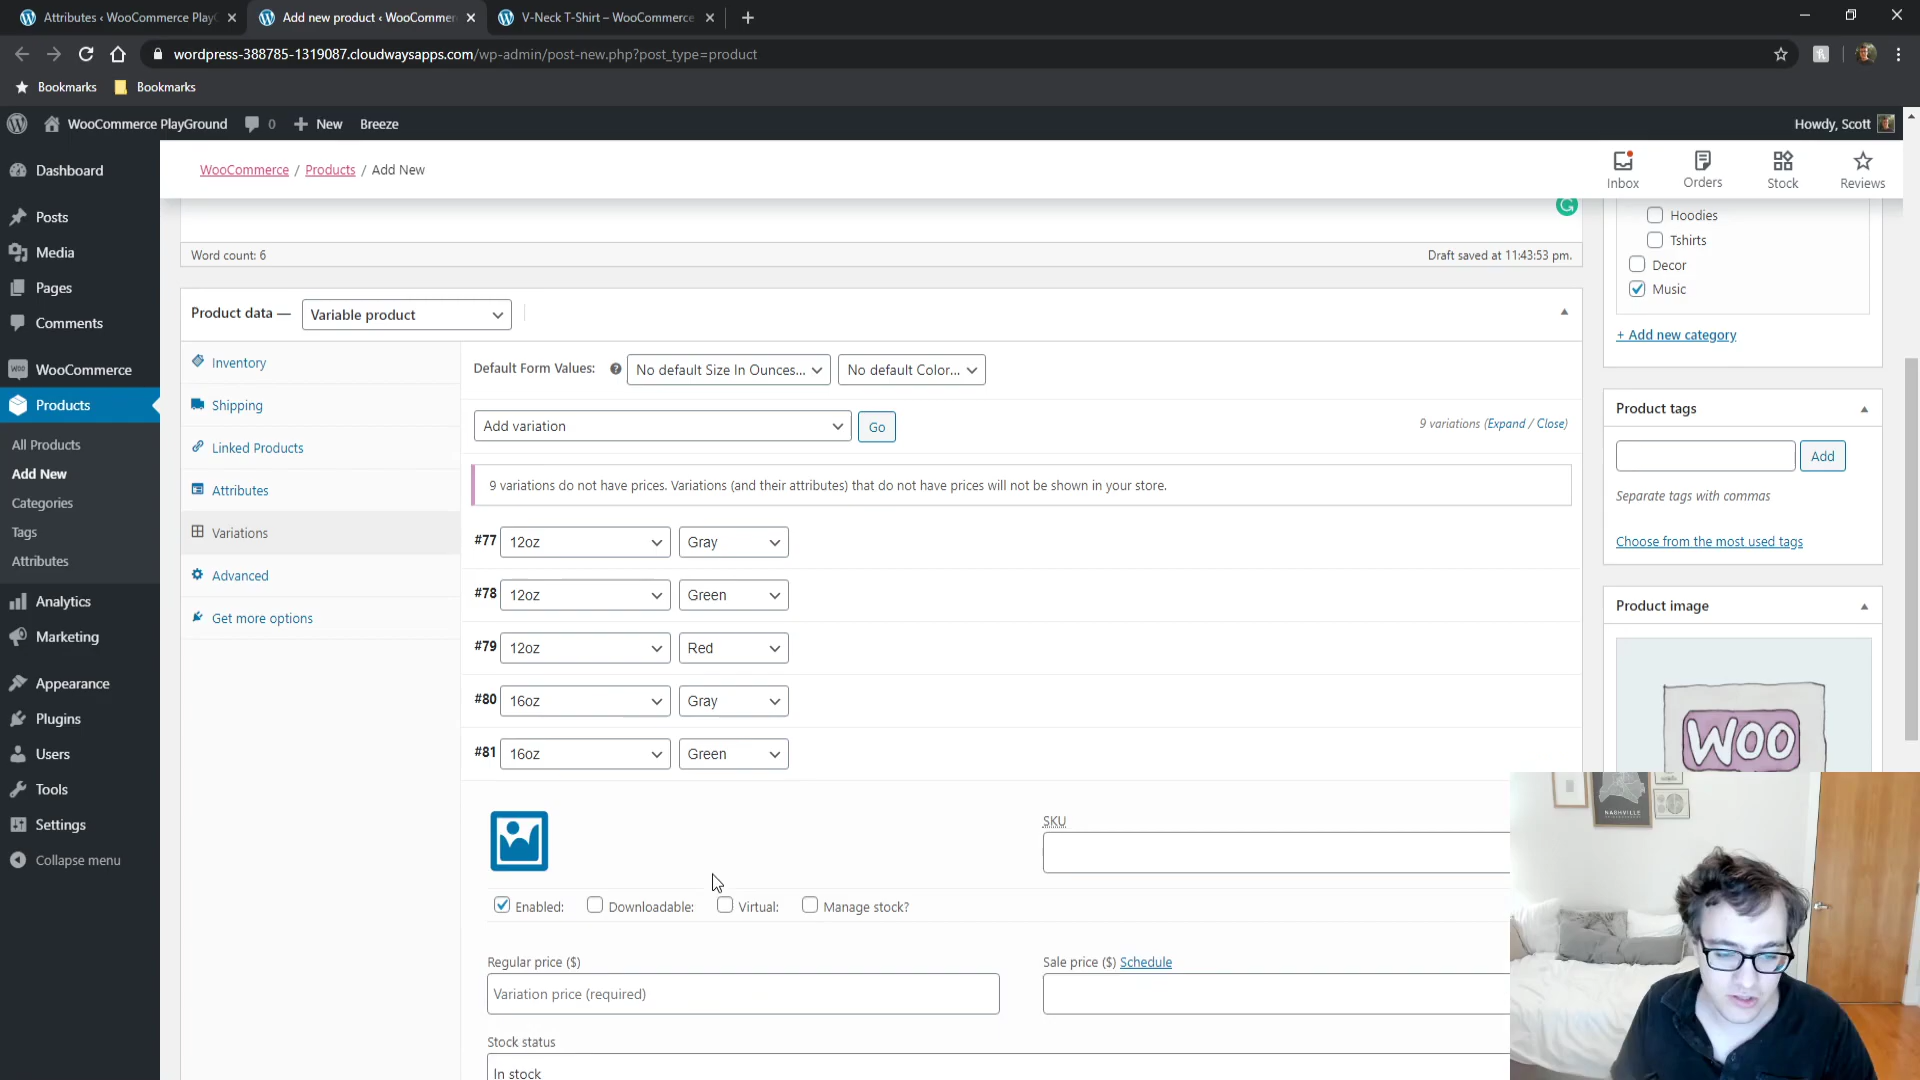 Attributes ‹ WooCommerce Play
Add new product ‹ WooCommer
V-Neck T-Shirt – WooCommerce
wordpress-388785-1319087.cloudwaysapps.com/wp-admin/post-new.php?post_type=product
Bookmarks
Bookmarks
WooCommerce PlayGround
0
New
Breeze
Howdy, Scott
Dashboard
Posts
Media
Pages
Comments
WooCommerce
Products
All Products
Add New
Categories
Tags
Attributes
Analytics
Marketing
Appearance
Plugins
Users
Tools
Settings
Collapse menu
WooCommerce / Products / Add New
Inbox
Orders
Stock
Reviews
Word count: 6
Draft saved at 11:43:53 pm.
Product data —
Variable product
Inventory
Shipping
Linked Products
Attributes
Variations
Advanced
Get more options
Default Form Values:
No default Size In Ounces...
No default Color...
Add variation
Go
9 variations (Expand / Close)
9 variations do not have prices. Variations (and their attributes) that do not have prices will not be shown in your store.
#77 12oz Gray
#78 12oz Green
#79 12oz Red
#80 16oz Gray
#81 16oz Green
SKU
Enabled:
Downloadable:
Virtual:
Manage stock?
Regular price ($)
Variation price (required)
Sale price ($) Schedule
Stock status
In stock
Hoodies
Tshirts
Decor
Music
+ Add new category
Product tags
Add
Separate tags with commas
Choose from the most used tags
Product image
WOO
NASHVILLE